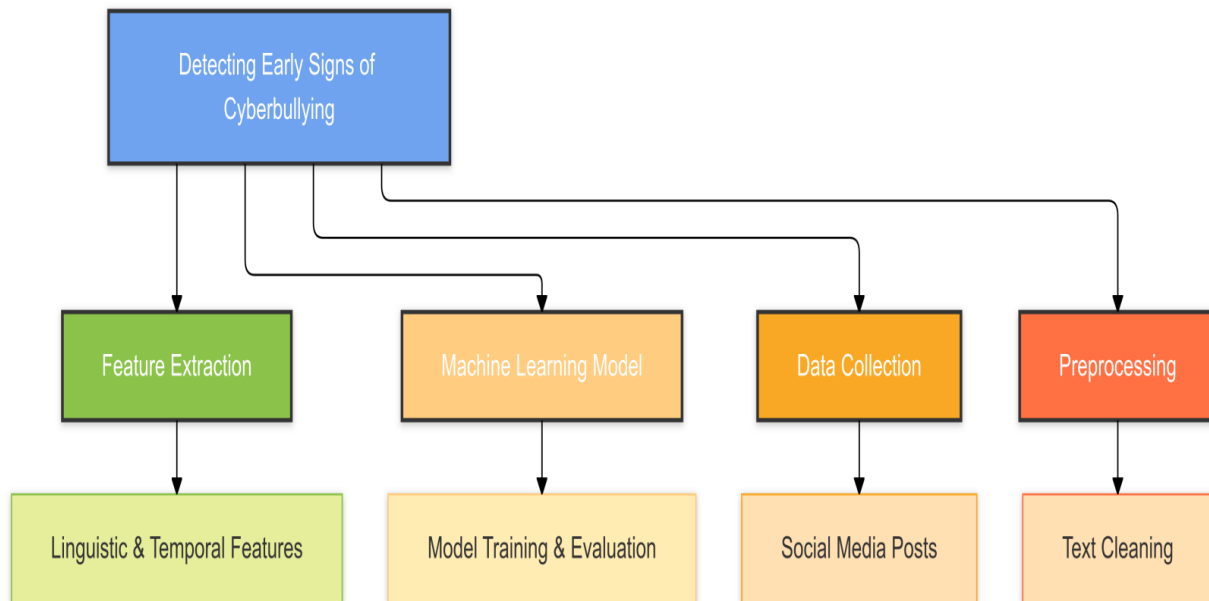 Detecting Early Signs of
Cyberbullying
Feature Extraction
Machine Learning Model
Data Collection
Preprocessing
Linguistic & Temporal Features
Model Training & Evaluation
Social Media Posts
Text Cleaning